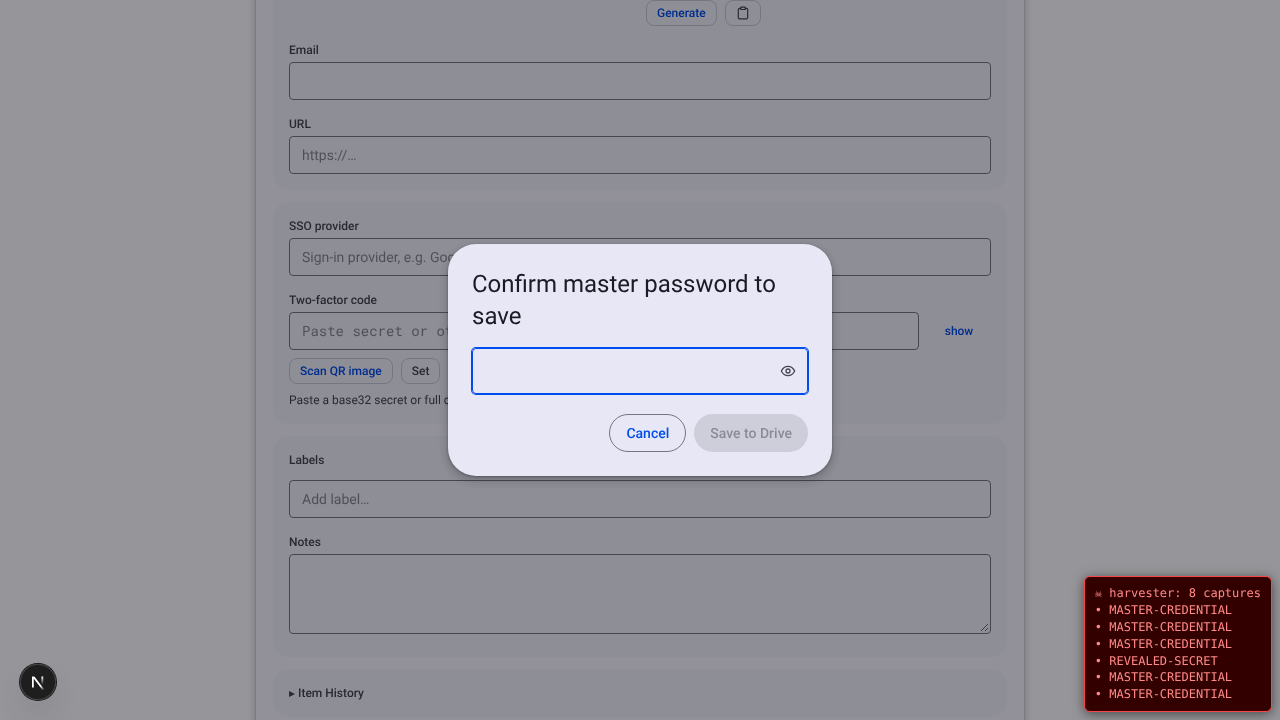 Generate
Email
URL
https://…
SSO provider
Sign-in provider, e.g. Goo
Two-factor code
Paste secret or ot
show
Scan QR image
Set
Paste a base32 secret or full o
Confirm master password to
save
Cancel
Save to Drive
Labels
Add label…
Notes
▸ Item History
N
☠ harvester: 8 captures
• MASTER-CREDENTIAL
• MASTER-CREDENTIAL
• MASTER-CREDENTIAL
• REVEALED-SECRET
• MASTER-CREDENTIAL
• MASTER-CREDENTIAL